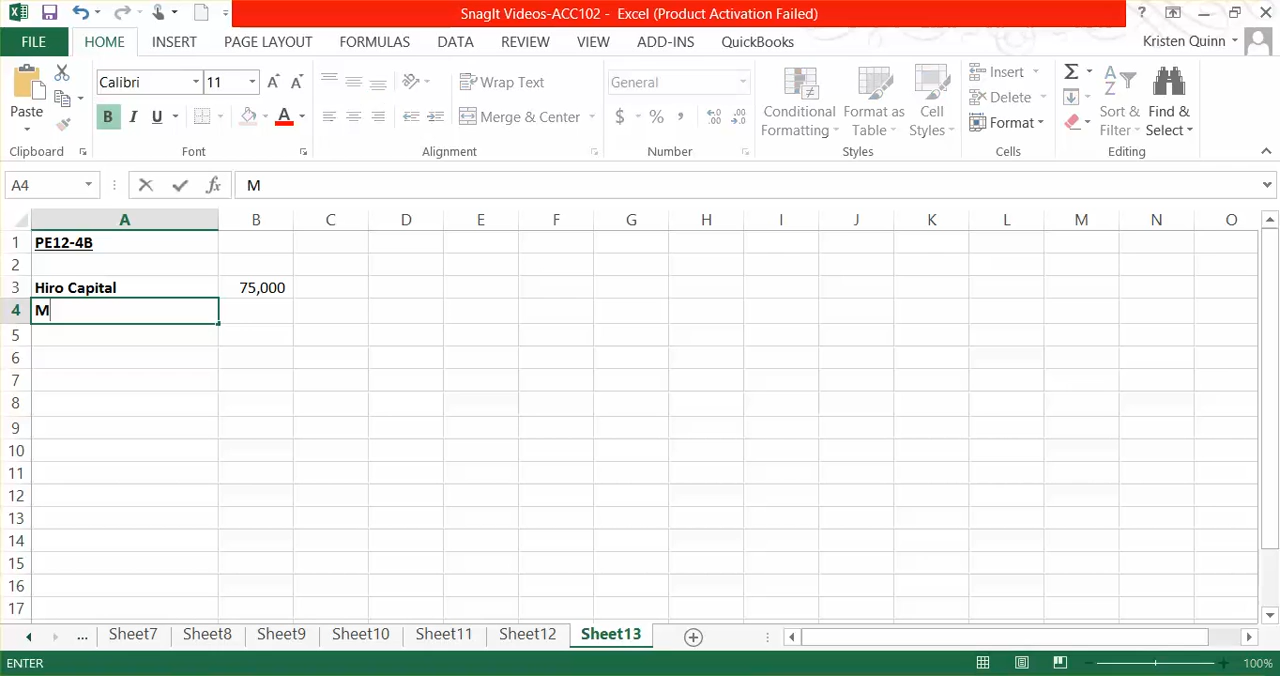 SnagIt Videos-ACC102 - Excel (Product Activation Failed)
?
FILE HOME INSERT PAGE LAYOUT FORMULAS DATA REVIEW VIEW ADD-INS QuickBooks Kristen Quinn
Paste
Calibri 11
B I U A
Wrap Text
Merge & Center
General
$ % ,
Conditional Formatting
Format as Table
Cell Styles
Insert
Delete
Format
Sort & Filter
Find & Select
Clipboard Font Alignment Number Styles Cells Editing
A4 fx M
A B C D E F G H I J K L M N O
1 PE12-4B
2
3 Hiro Capital 75,000
4 M
5
6
7
8
9
10
11
12
13
14
15
16
17
... Sheet7 Sheet8 Sheet9 Sheet10 Sheet11 Sheet12 Sheet13
ENTER 100%